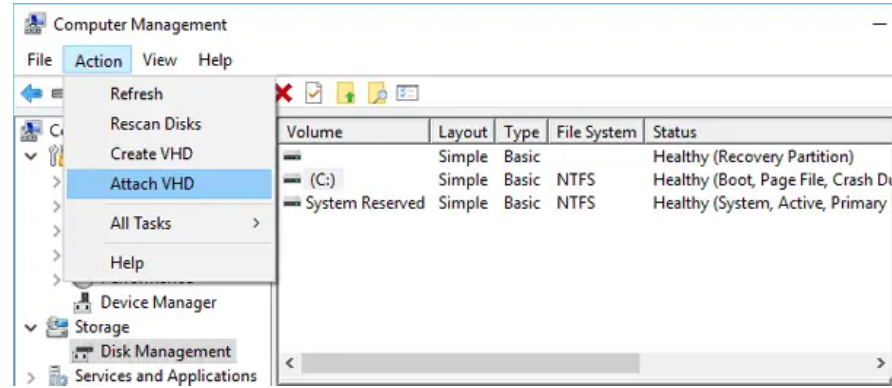 Computer Management
File Action View Help
Refresh
Rescan Disks
Create VHD
Attach VHD
All Tasks
Help
Device Manager
Storage
Disk Management
Services and Applications
Volume Layout Type File System Status
Simple Basic Healthy (Recovery Partition)
(C:) Simple Basic NTFS Healthy (Boot, Page File, Crash Du
System Reserved Simple Basic NTFS Healthy (System, Active, Primary